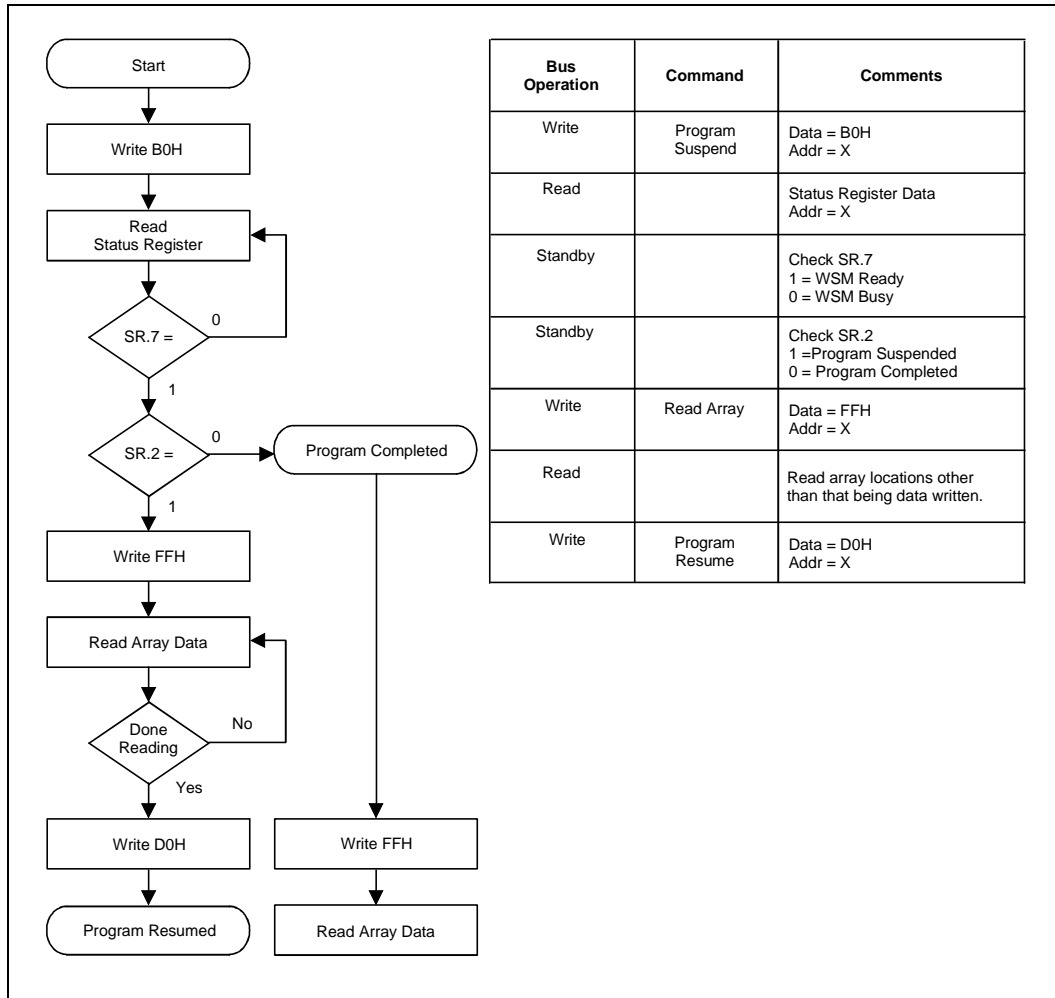 Start
Write B0H
Read
Status Register
SR.7 =
0
1
SR.2 =
0
Program Completed
1
Write FFH
Read Array Data
Done
Reading
No
Yes
Write D0H
Write FFH
Program Resumed
Read Array Data
Bus
Operation
Command
Comments
Write
Program
Suspend
Data = B0H
Addr = X
Read
Status Register Data
Addr = X
Standby
Check SR.7
1 = WSM Ready
0 = WSM Busy
Standby
Check SR.2
1 =Program Suspended
0 = Program Completed
Write
Read Array
Data = FFH
Addr = X
Read
Read array locations other
than that being data written.
Write
Program
Resume
Data = D0H
Addr = X